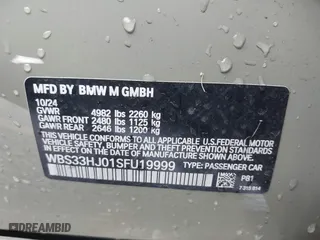 MFD BY BMW M GMBH
10/24
GVWR 4982 lbs 2260 kg
GAWR FRONT 2480 lbs 1125 kg
GAWR REAR 2646 lbs 1200 kg
THIS VEHICLE CONFORMS TO ALL APPLICABLE
U.S. FEDERAL MOTOR VEHICLE SAFETY, BUMPER, AND
THEFT PREVENTION STANDARDS IN EFFECT ON THE
DATE OF MANUFACTURE SHOWN ABOVE.
WBS33HJ01SFU19999 TYPE: PASSENGER CAR
PBT
DREAMBID